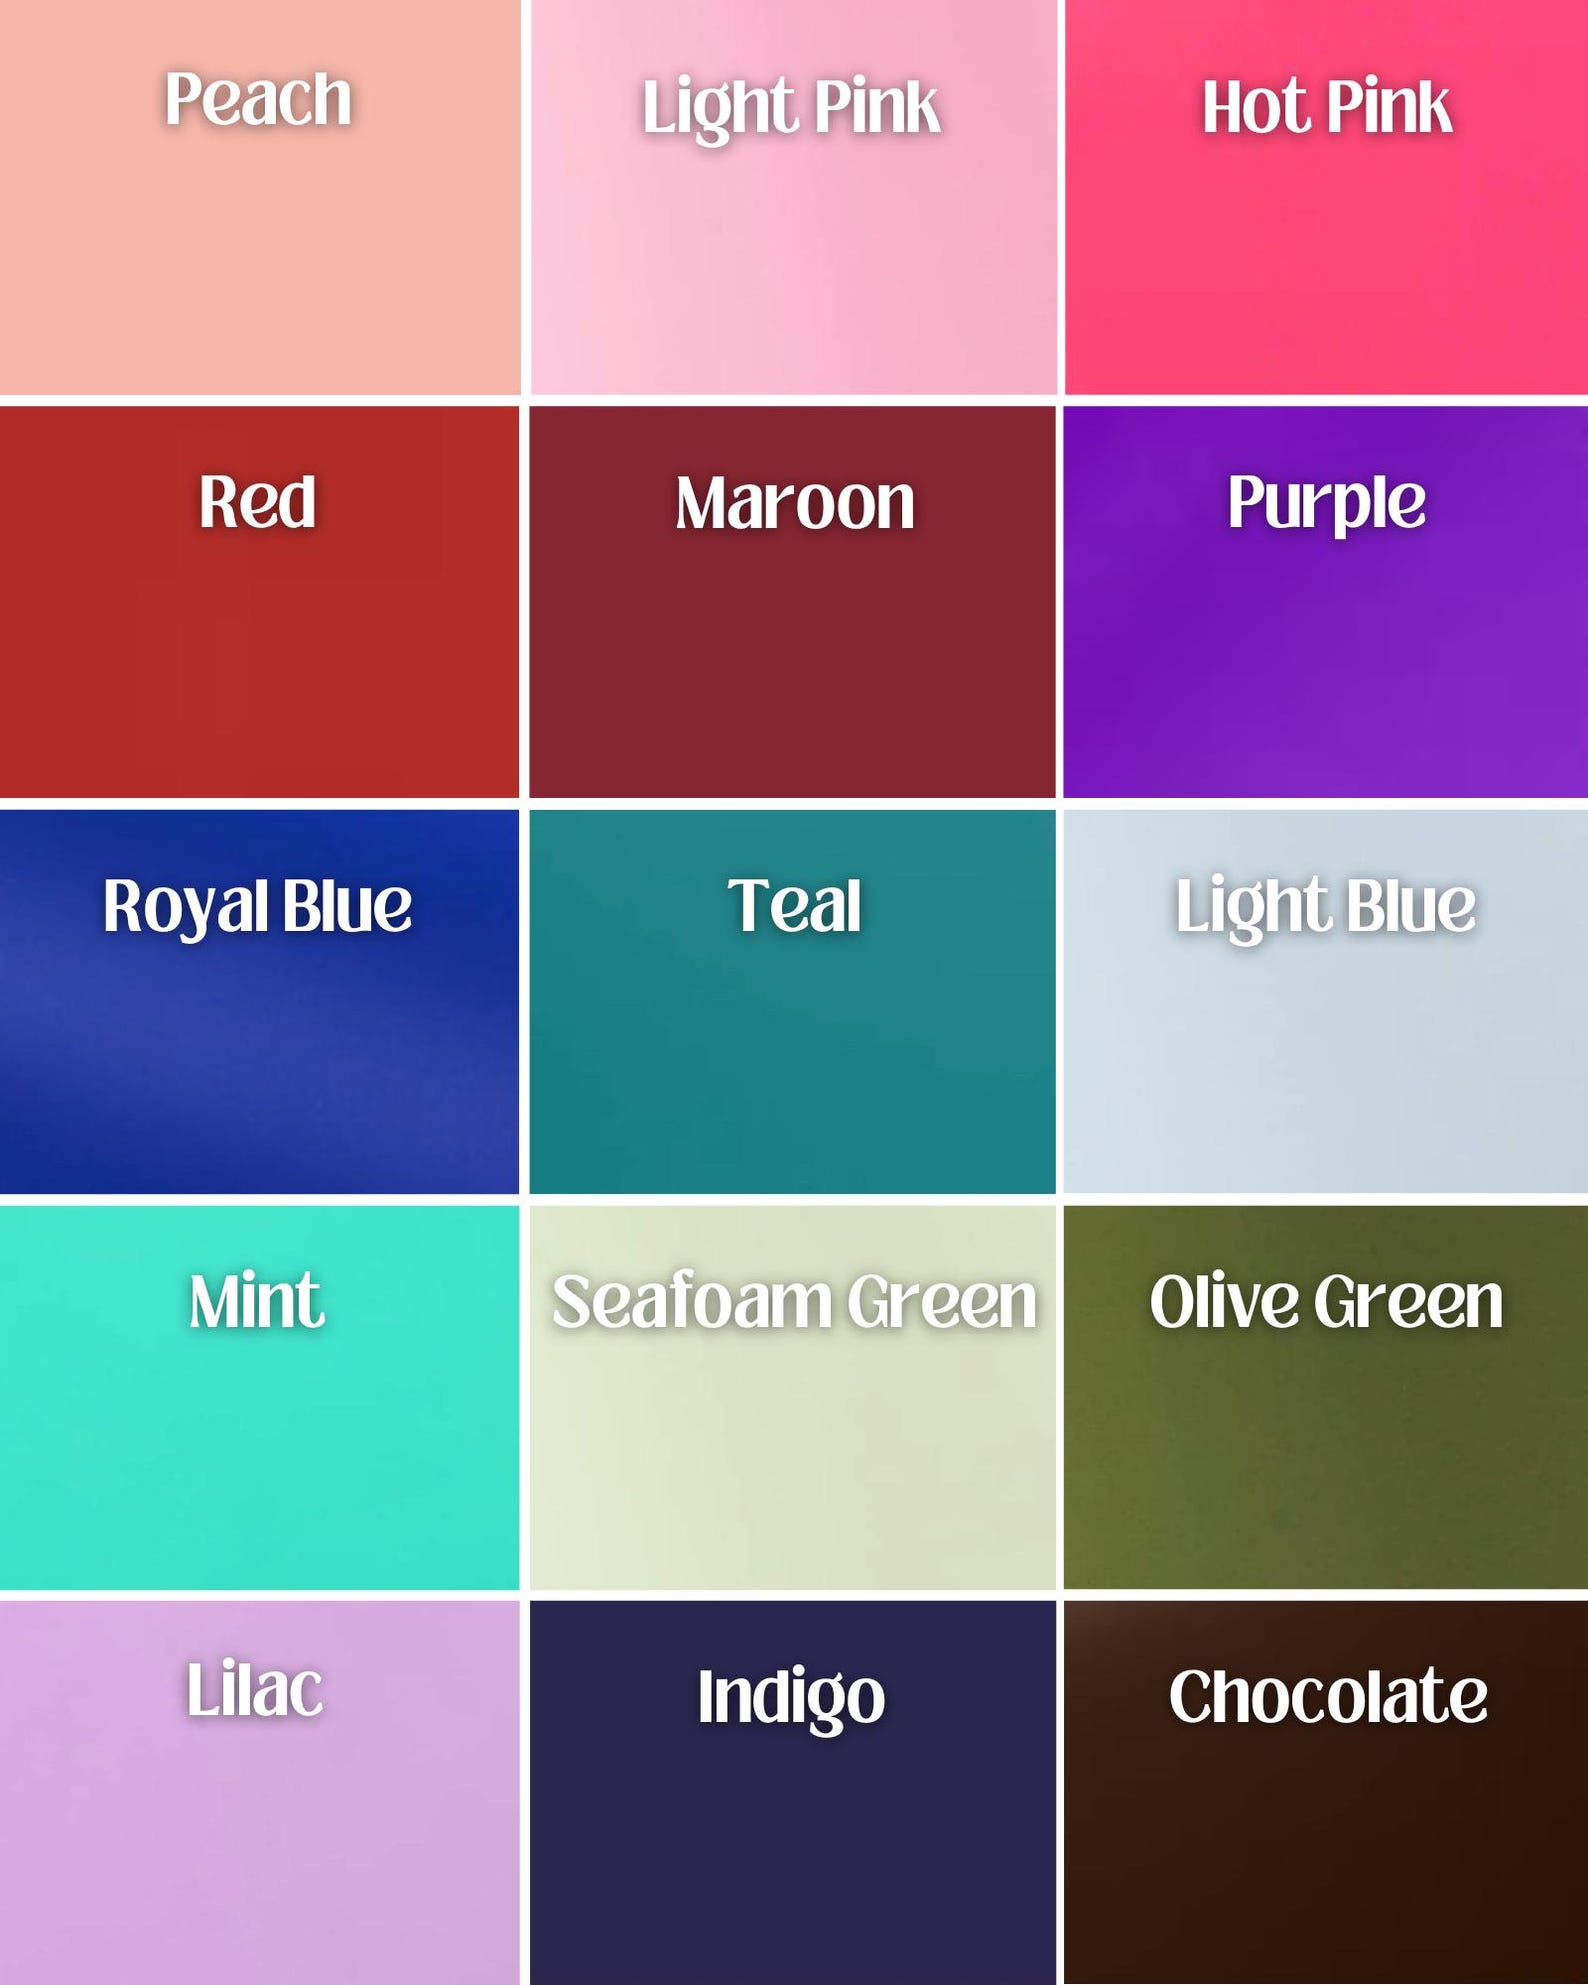 Peach
Light Pink
Hot Pink
Red
Maroon
Purple
Royal Blue
Teal
Light Blue
Mint
Seafoam Green
Olive Green
Lilac
Indigo
Chocolate